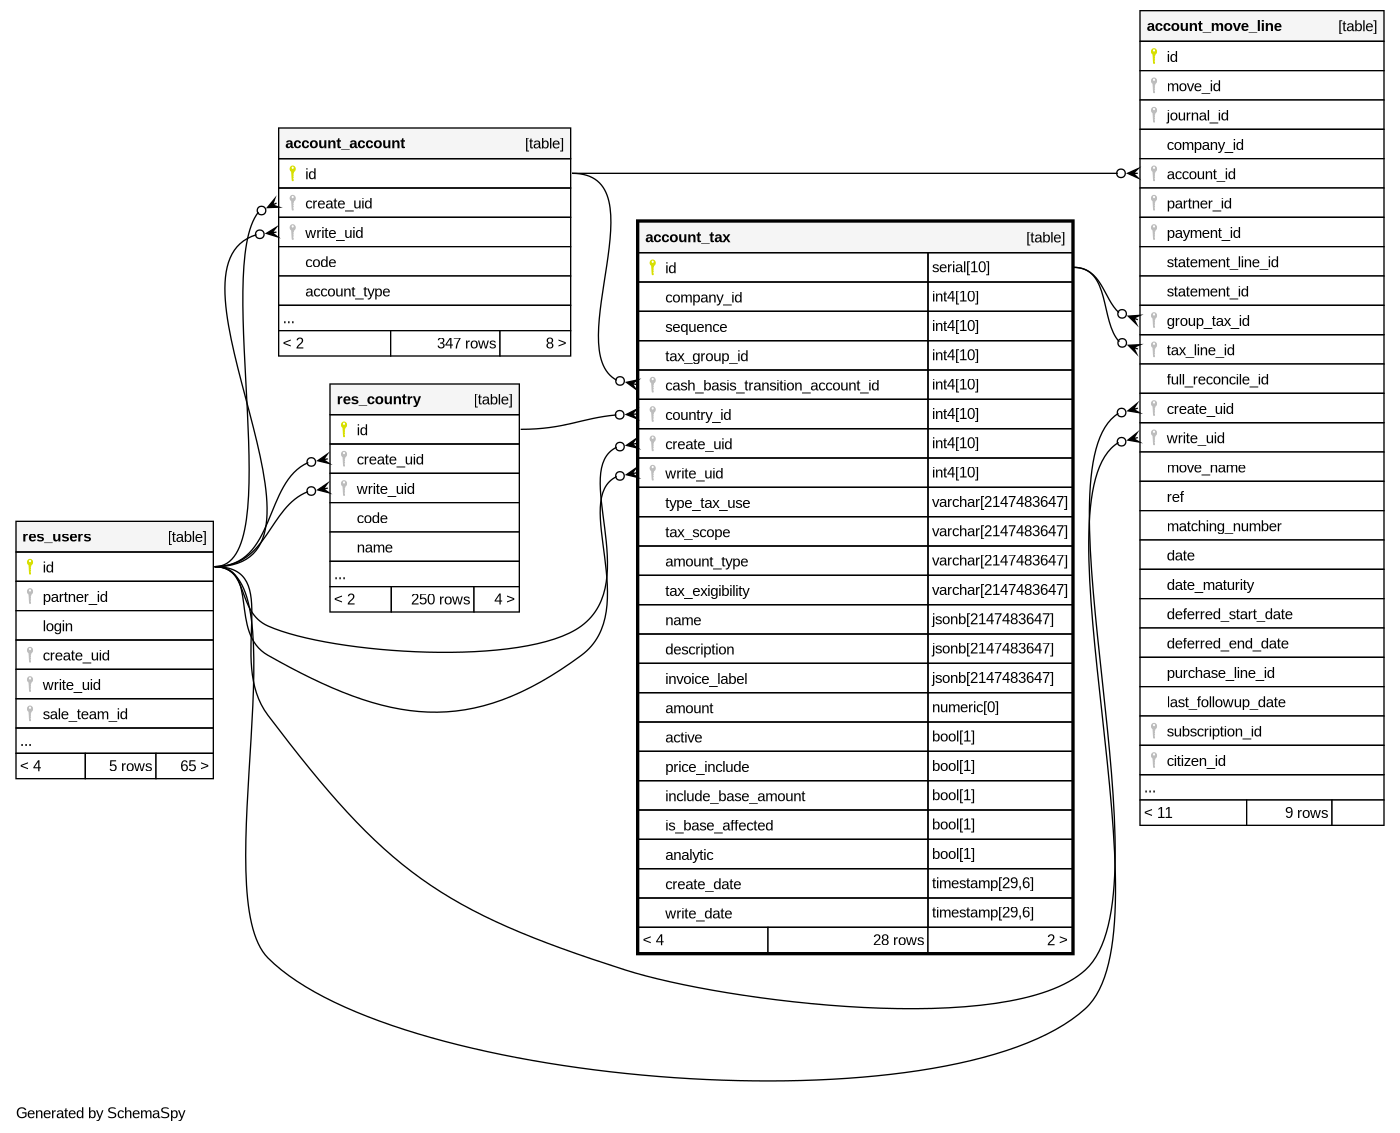 account_move_line [table]
id
move_id
journal_id
company_id
account_id
partner_id
payment_id
statement_line_id
statement_id
group_tax_id
tax_line_id
full_reconcile_id
create_uid
write_uid
move_name
ref
matching_number
date
date_maturity
deferred_start_date
deferred_end_date
purchase_line_id
last_followup_date
subscription_id
citizen_id
...
< 11 9 rows
account_account [table]
id
create_uid
write_uid
code
account_type
...
< 2 347 rows 8 >
account_tax [table]
id serial[10]
company_id int4[10]
sequence int4[10]
tax_group_id int4[10]
cash_basis_transition_account_id int4[10]
country_id int4[10]
create_uid int4[10]
write_uid int4[10]
type_tax_use varchar[2147483647]
tax_scope varchar[2147483647]
amount_type varchar[2147483647]
tax_exigibility varchar[2147483647]
name jsonb[2147483647]
description jsonb[2147483647]
invoice_label jsonb[2147483647]
amount numeric[0]
active bool[1]
price_include bool[1]
include_base_amount bool[1]
is_base_affected bool[1]
analytic bool[1]
create_date timestamp[29,6]
write_date timestamp[29,6]
< 4 28 rows 2 >
res_country [table]
id
create_uid
write_uid
code
name
...
< 2 250 rows 4 >
res_users [table]
id
partner_id
login
create_uid
write_uid
sale_team_id
...
< 4 5 rows 65 >
Generated by SchemaSpy